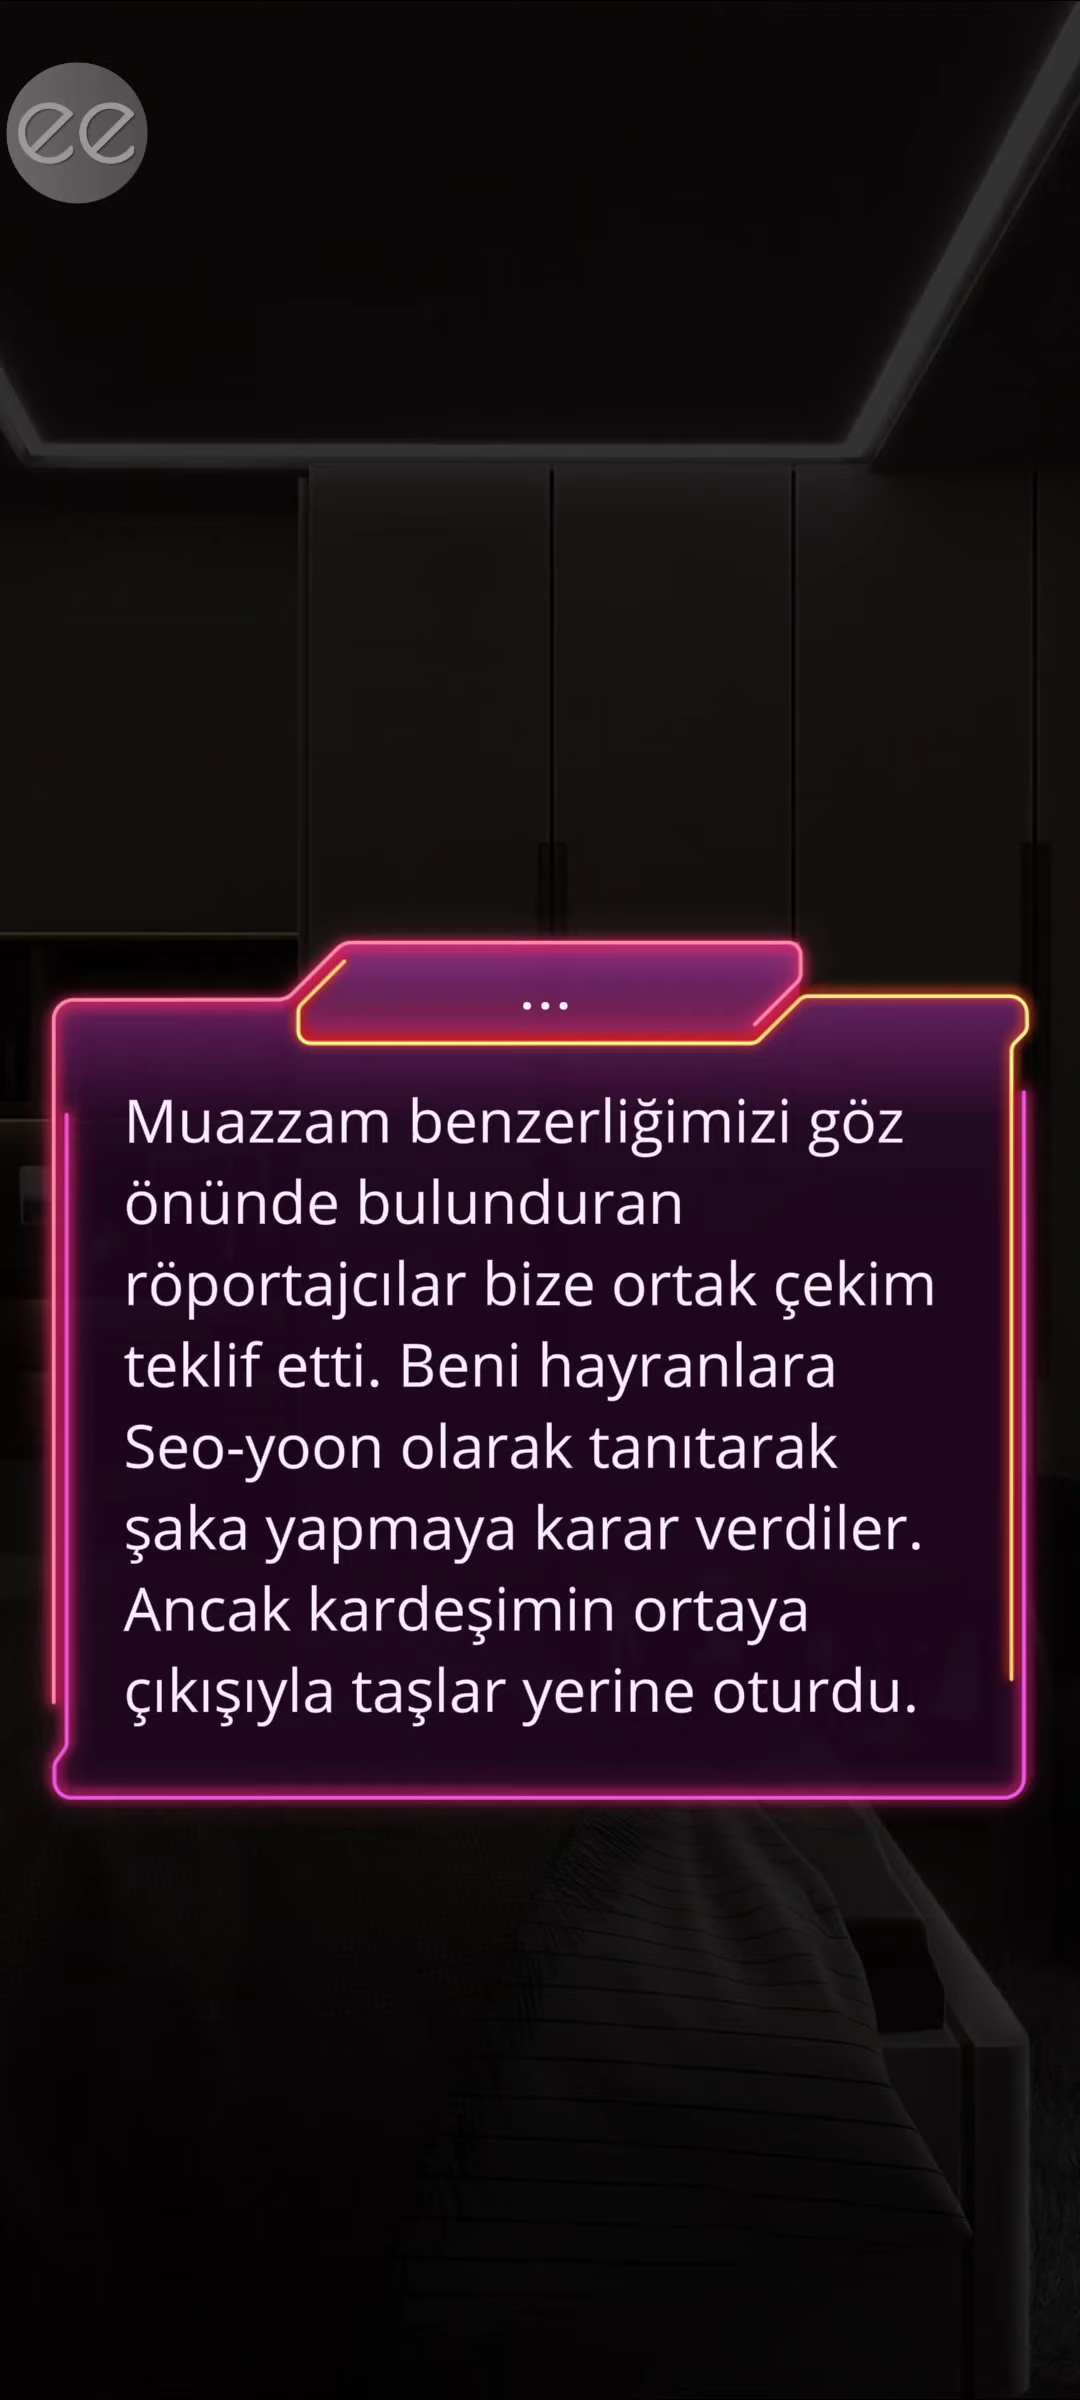 ee
...
Muazzam benzerliğimizi göz
önünde bulunduran
röportajcılar bize ortak çekim
teklif etti. Beni hayranlara
Seo-yoon olarak tanıtarak
şaka yapmaya karar verdiler.
Ancak kardeşimin ortaya
çıkışıyla taşlar yerine oturdu.